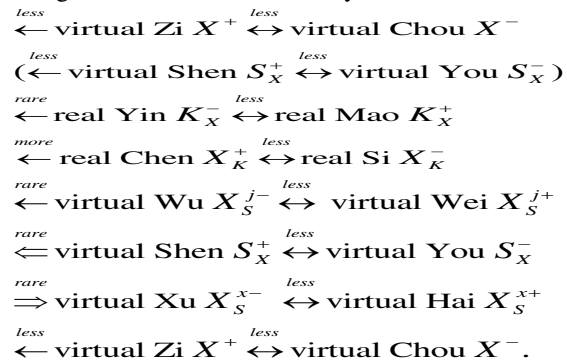 less less
← virtual Zi X⁺ ↔ virtual Chou X⁻
less less
(← virtual Shen S_X⁺ ↔ virtual You S_X⁻)
rare less
← real Yin K_X⁻ ↔ real Mao K_X⁺
more less
← real Chen X_K⁺ ↔ real Si X_K⁻
rare less
← virtual Wu X_S^{j−} ↔ virtual Wei X_S^{j+}
rare less
⇐ virtual Shen S_X⁺ ↔ virtual You S_X⁻
rare less
⇒ virtual Xu X_S^{x−} ↔ virtual Hai X_S^{x+}
less less
← virtual Zi X⁺ ↔ virtual Chou X⁻.